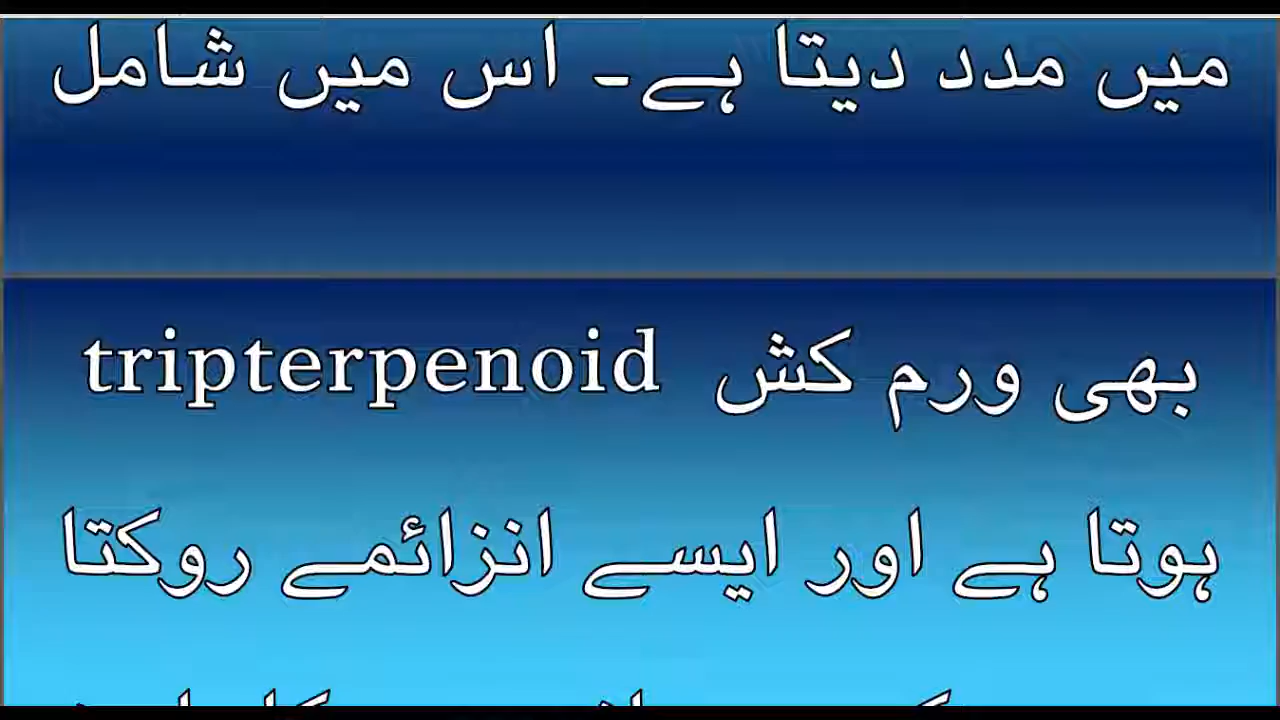 میں مدد دیتا ہے۔ اس میں شامل
بھی ورم کش tripterpenoid
ہوتا ہے اور ایسے انزائمے روکتا